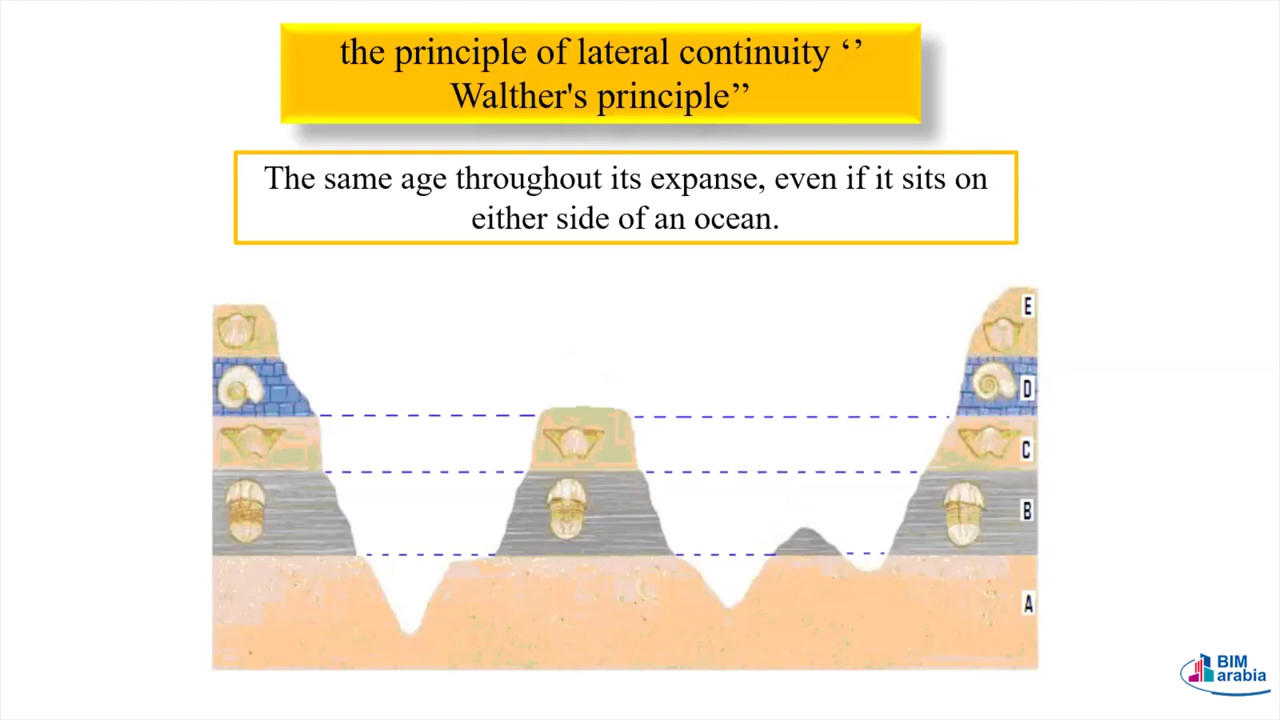 the principle of lateral continuity ‘’
Walther's principle’’
The same age throughout its expanse, even if it sits on
either side of an ocean.
E
D
C
B
A
BIM
arabia